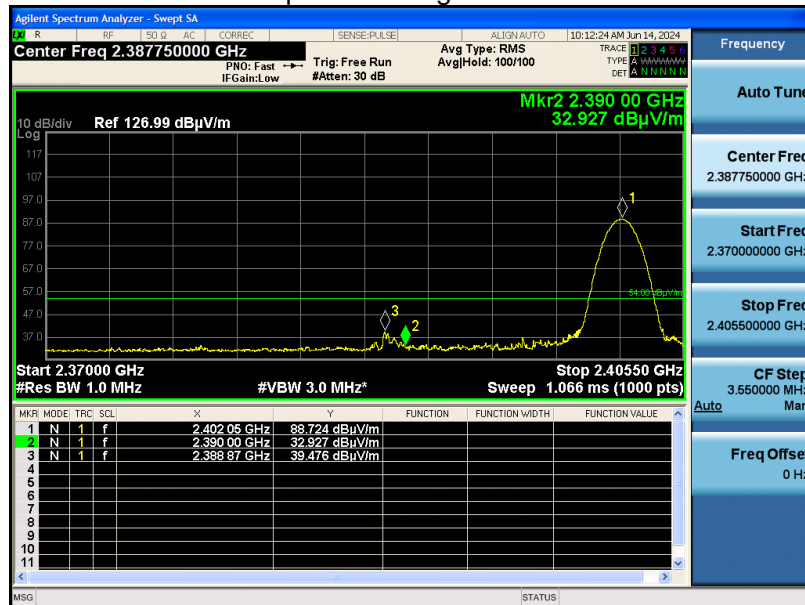 Agilent Spectrum Analyzer - Swept SA
LXI R RF 50 Ω AC CORREC SENSE:PULSE ALIGN AUTO 10:12:24 AM Jun 14, 2024
Center Freq 2.387750000 GHz
PNO: Fast
IFGain:Low
Trig: Free Run
#Atten: 30 dB
Avg Type: RMS
Avg|Hold: 100/100
TRACE 1 2 3 4 5 6
TYPE A WWWWW
DET A N N N N N
Mkr2 2.390 00 GHz
32.927 dBµV/m
10 dB/div Ref 126.99 dBµV/m
Log
117
107
97.0
87.0
77.0
67.0
57.0
47.0
37.0
1
54.00 dBµV/m
3
2
Start 2.37000 GHz Stop 2.40550 GHz
#Res BW 1.0 MHz #VBW 3.0 MHz* Sweep 1.066 ms (1000 pts)
MKR MODE TRC SCL X Y FUNCTION FUNCTION WIDTH FUNCTION VALUE
1 N 1 f 2.402 05 GHz 88.724 dBµV/m
2 N 1 f 2.390 00 GHz 32.927 dBµV/m
3 N 1 f 2.388 87 GHz 39.476 dBµV/m
4
5
6
7
8
9
10
11
MSG STATUS
Frequency
Auto Tune
Center Freq
2.387750000 GHz
Start Freq
2.370000000 GHz
Stop Freq
2.405500000 GHz
CF Step
3.550000 MHz
Auto Man
Freq Offset
0 Hz